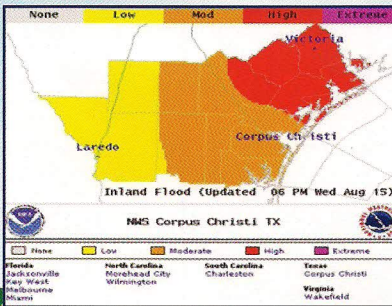 None Low Mod High Extreme
Victoria
Corpus Christi
Laredo
Inland Flood (Updated 06 PM Wed Aug 15)
NWS Corpus Christi TX
None Low Moderate High Extreme
Florida North Carolina South Carolina Texas
Jacksonville Morehead City Charleston Corpus Christi
Key West Wilmington
Melbourne Virginia
Miami Wakefield